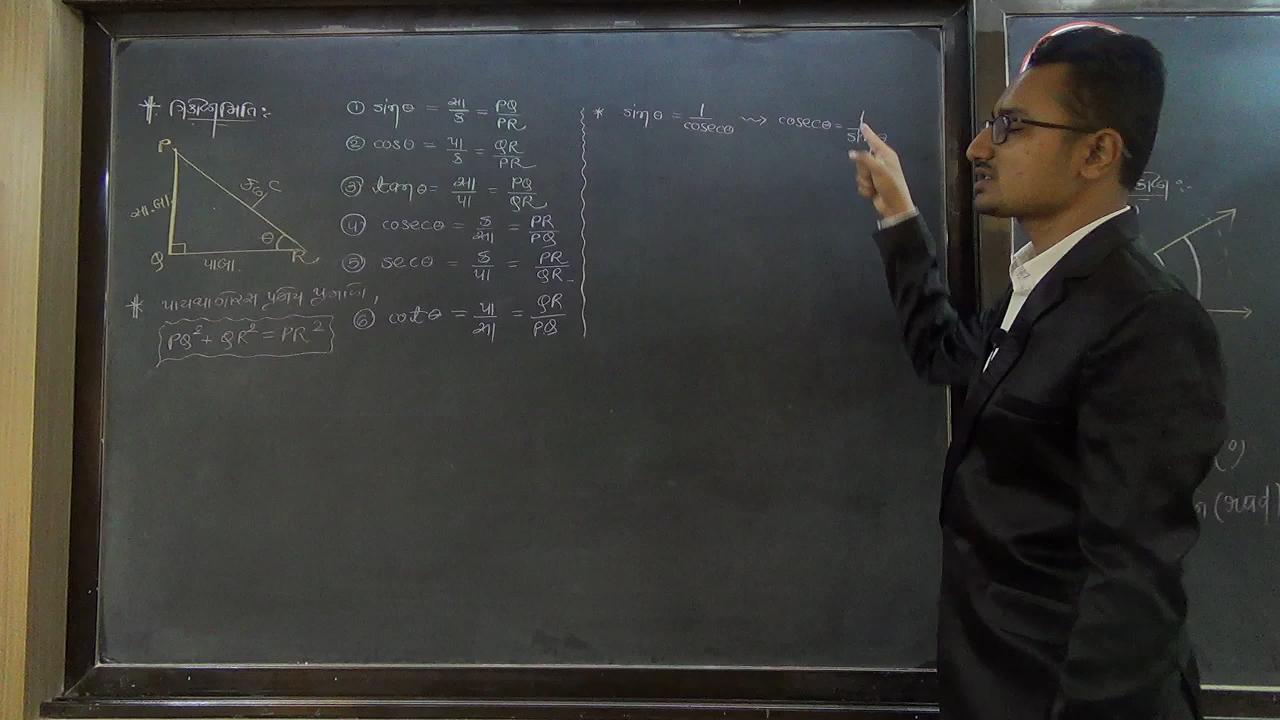 * ત્રિકોણમિતિ :-
P
સા.બા.
કર્ણ
θ
Q
R
પા.બા.
* પાયથાગોરસ પ્રમેય પ્રમાણે,
PQ² + QR² = PR²
① sinθ = સા/ક = PQ/PR
② cosθ = પા/ક = QR/PR
③ tanθ = સા/પા = PQ/QR
④ cosecθ = ક/સા = PR/PQ
⑤ secθ = ક/પા = PR/QR
⑥ cotθ = પા/સા = QR/PQ
* sinθ = 1/cosecθ ⇝ cosecθ = 1/sinθ
(°)